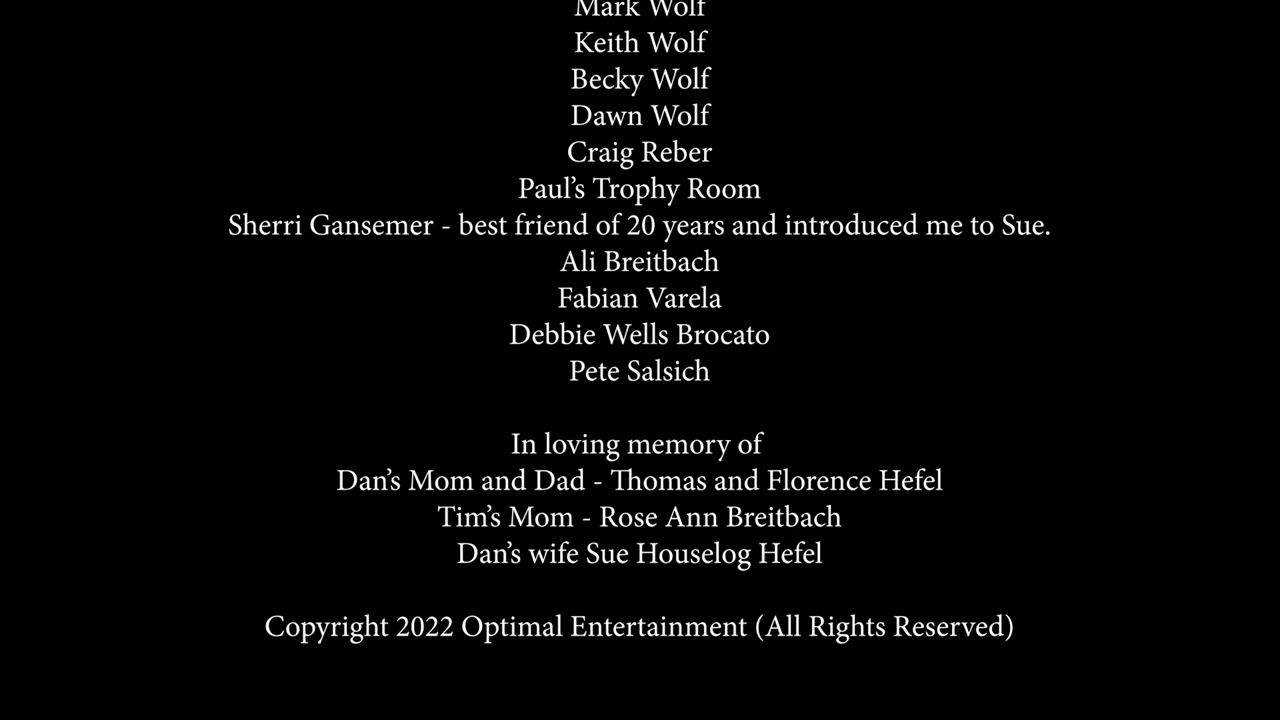 Mark Wolf
Keith Wolf
Becky Wolf
Dawn Wolf
Craig Reber
Paul’s Trophy Room
Sherri Gansemer - best friend of 20 years and introduced me to Sue.
Ali Breitbach
Fabian Varela
Debbie Wells Brocato
Pete Salsich
In loving memory of
Dan’s Mom and Dad - Thomas and Florence Hefel
Tim’s Mom - Rose Ann Breitbach
Dan’s wife Sue Houselog Hefel
Copyright 2022 Optimal Entertainment (All Rights Reserved)